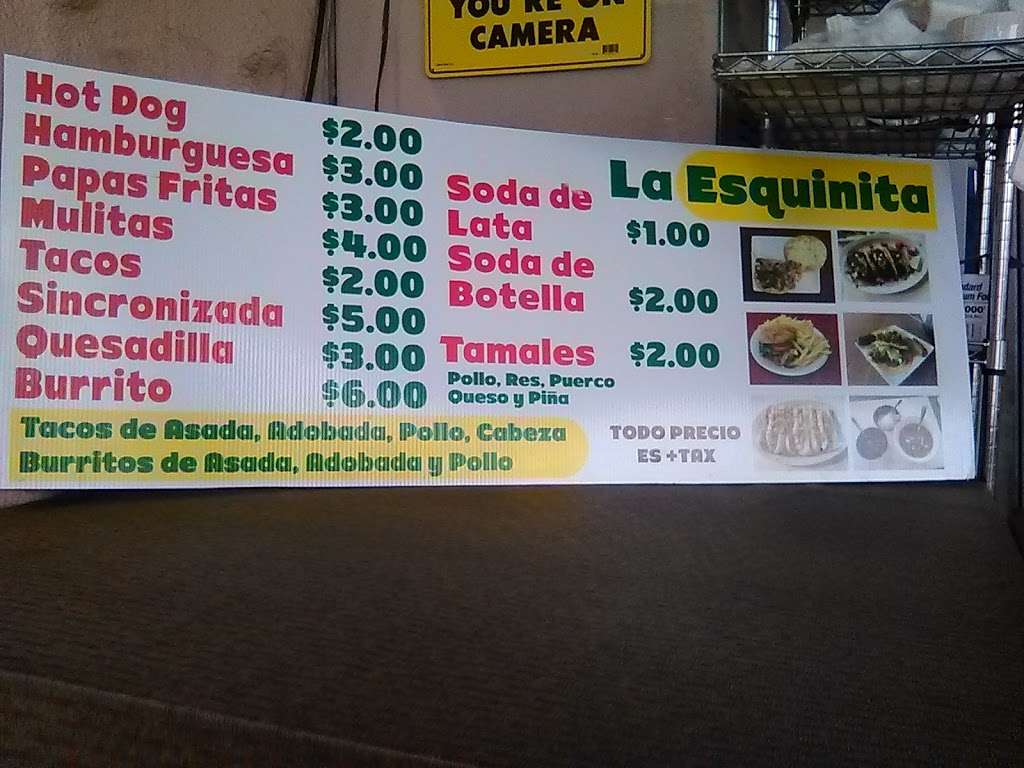 YOU'RE ON
CAMERA
La Esquinita
Hot Dog $2.00
Hamburguesa $3.00
Papas Fritas $3.00
Mulitas $4.00
Tacos $2.00
Sincronizada $5.00
Quesadilla $3.00
Burrito $6.00
Soda de
Lata $1.00
Soda de
Botella $2.00
Tamales $2.00
Pollo, Res, Puerco
Queso y Piña
Tacos de Asada, Adobada, Pollo, Cabeza
Burritos de Asada, Adobada y Pollo
TODO PRECIO
ES +TAX